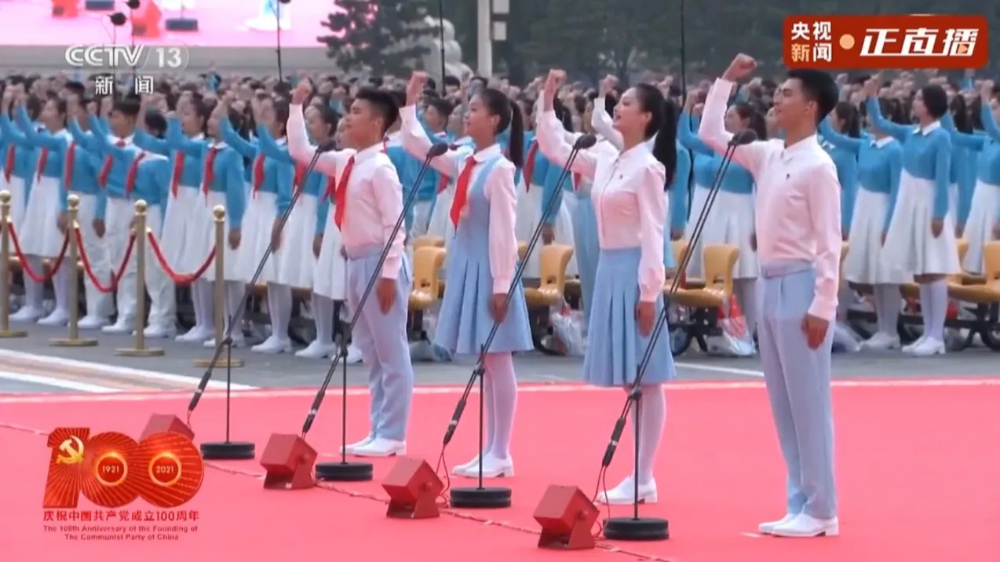 CCTV 13
新闻
央视
新闻
正直播
100
1921
2021
庆祝中国共产党成立100周年
The 100th Anniversary of the Founding of
The Communist Party of China